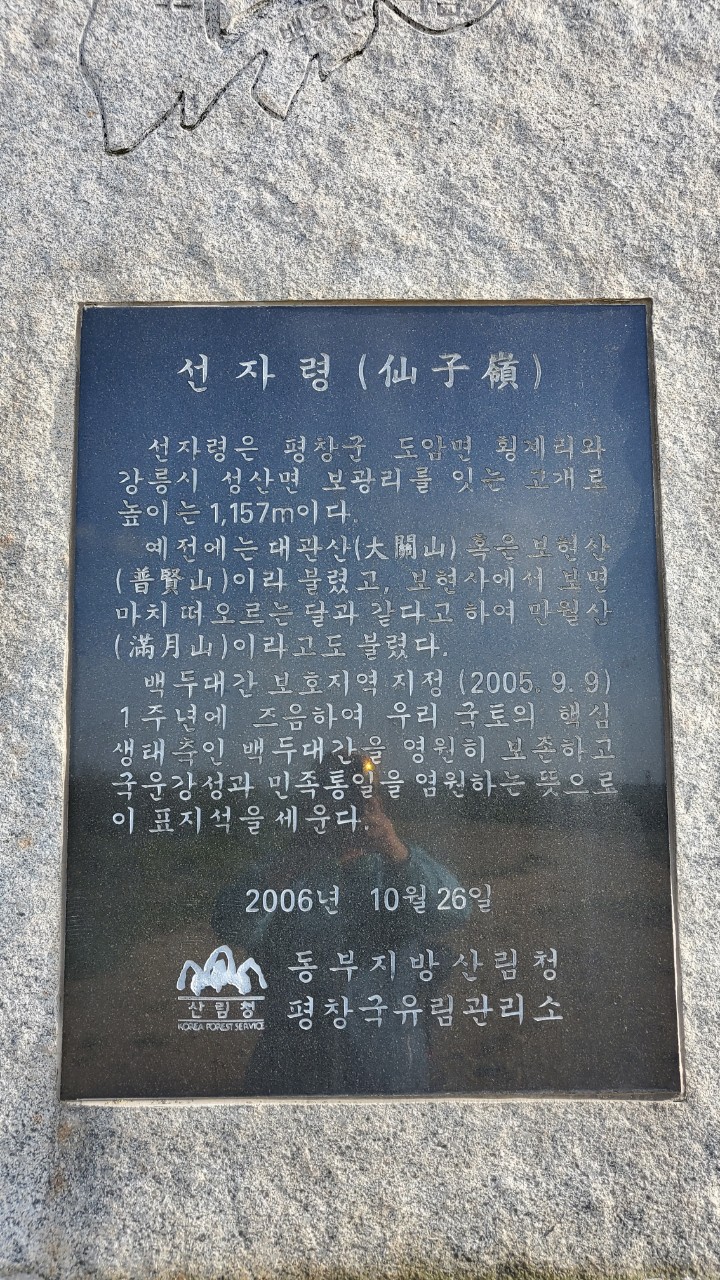 백두대간
선 자 령 (仙子嶺)
선자령은 평창군 도암면 횡계리와
강릉시 성산면 보광리를 잇는 고개로
높이는 1,157m이다.
예전에는 대관산(大關山) 혹은 보현산
(普賢山)이라 불렸고, 보현사에서 보면
마치 떠오르는 달과 같다고 하여 만월산
(滿月山)이라고도 불렸다.
백두대간 보호지역 지정 (2005. 9. 9)
1주년에 즈음하여 우리 국토의 핵심
생태축인 백두대간을 영원히 보존하고
국운강성과 민족통일을 염원하는 뜻으로
이 표지석을 세운다.
2006년 10월 26일
동부지방산림청
산림청
KOREA FOREST SERVICE
평창국유림관리소